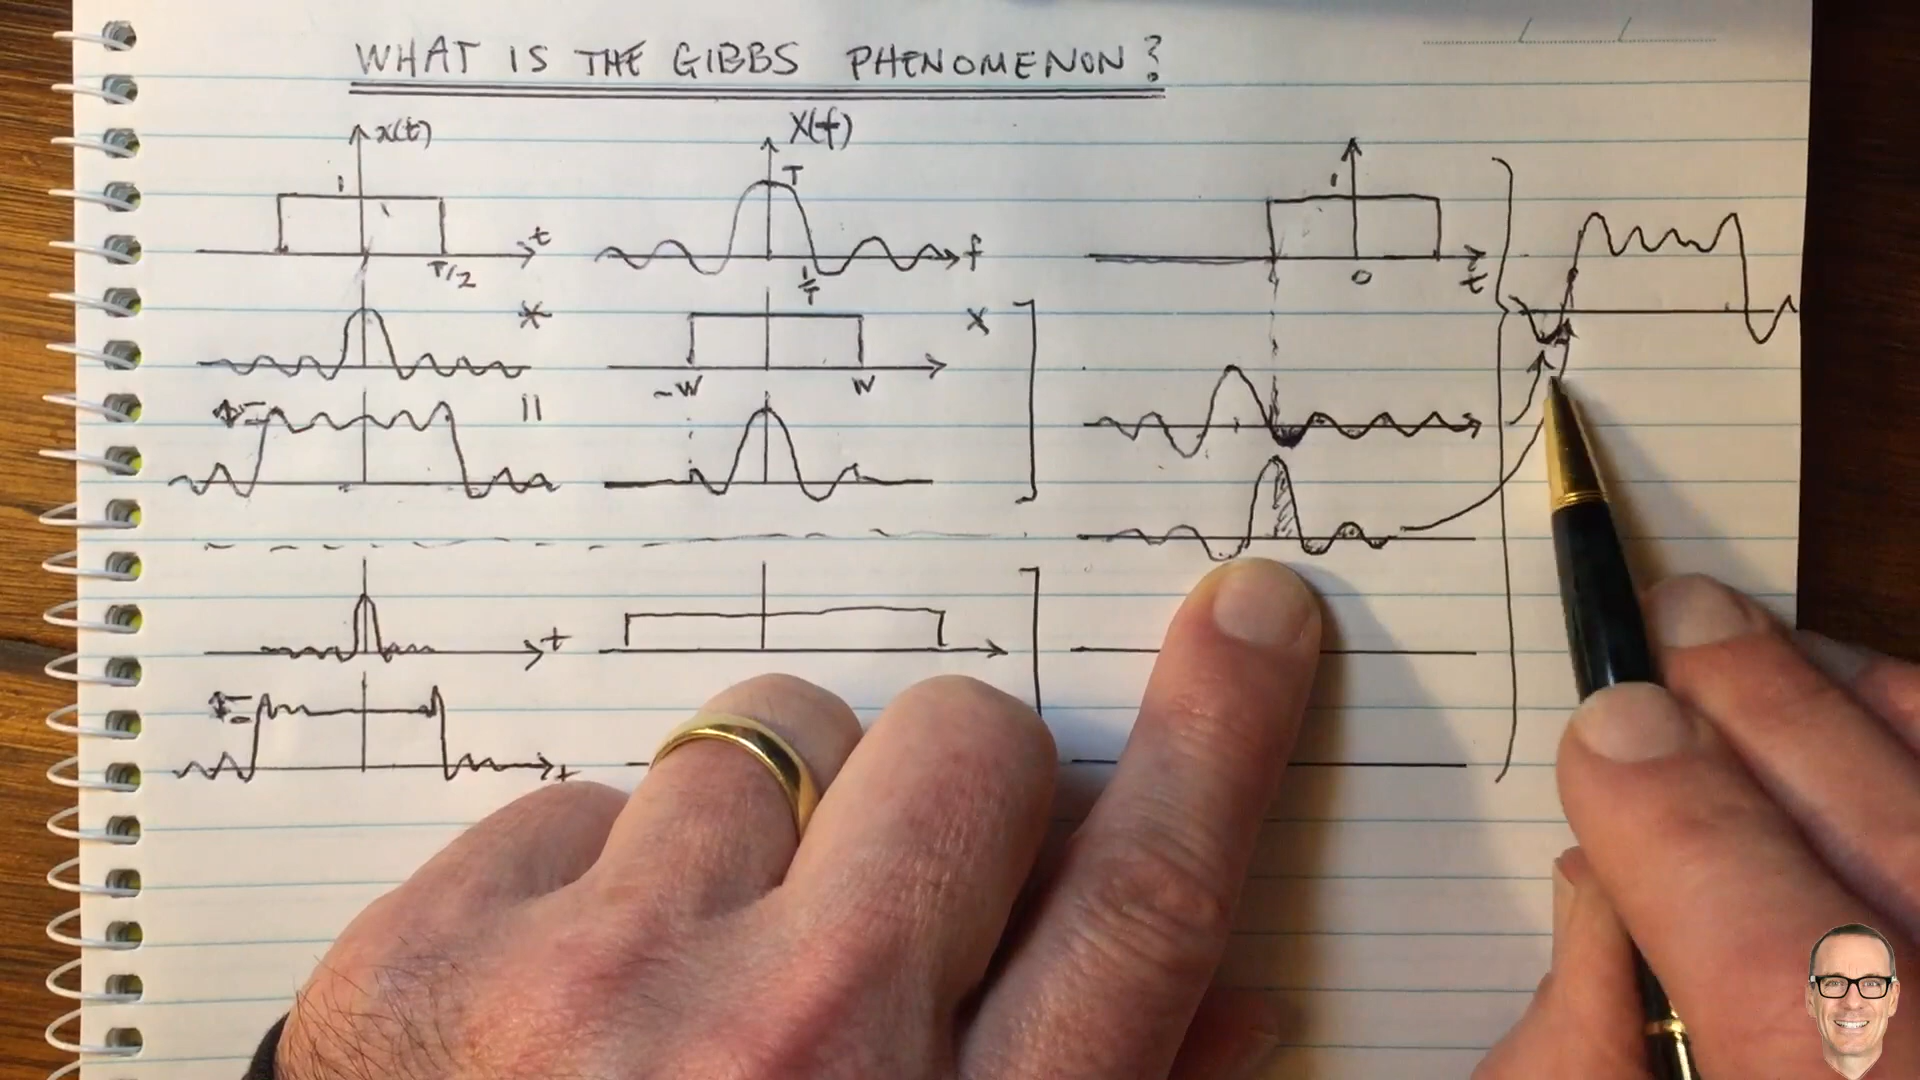 WHAT IS THE GIBBS PHENOMENON?
x(t)
X(f)
1
T
1
t
T/2
1/T
f
0
t
*
X
-W
W
||
t
t